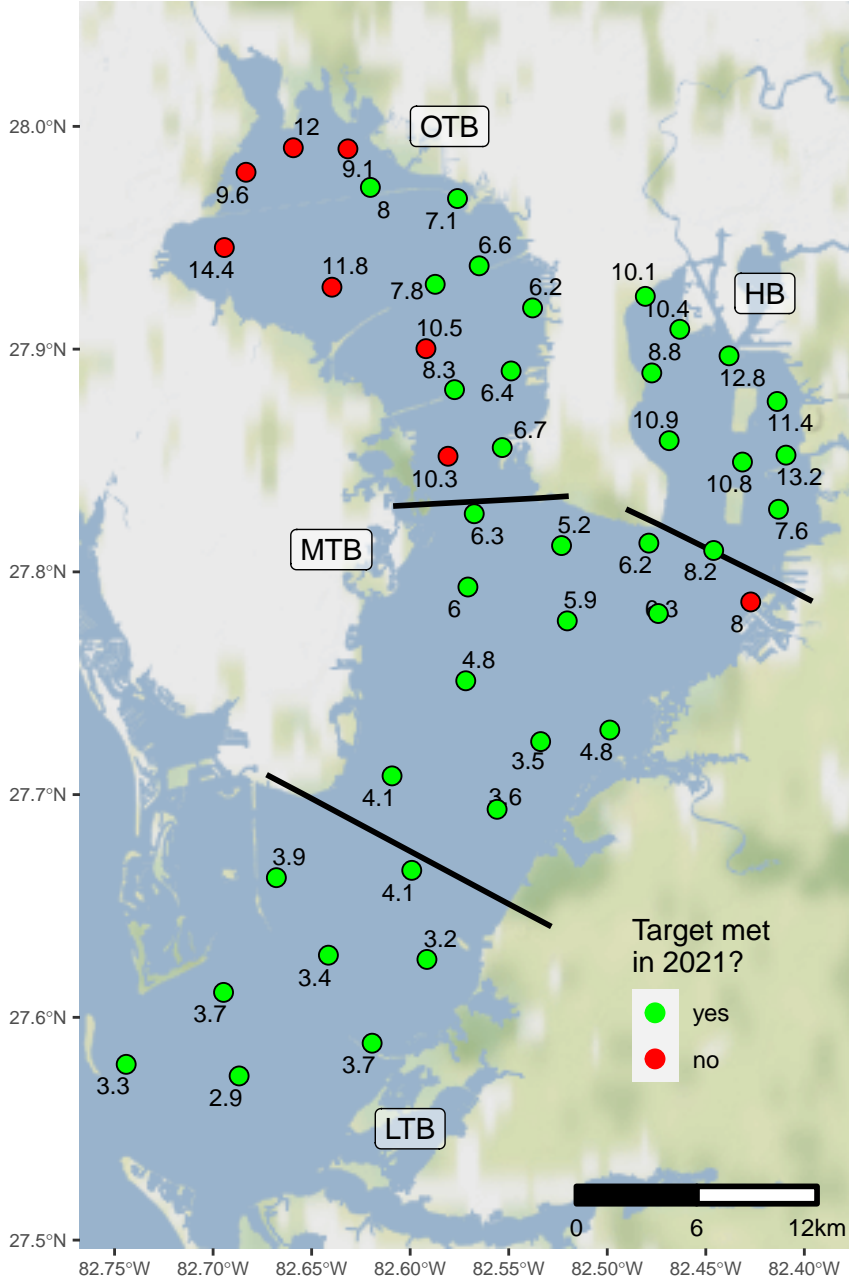 28.0°N
27.9°N
27.8°N
27.7°N
27.6°N
27.5°N
12
OTB
9.1
9.6
8
7.1
6.6
14.4
11.8
7.8
6.2
10.1
HB
10.4
10.5
8.3
8.8
6.4
12.8
6.7
10.9
11.4
10.3
10.8
13.2
6.3
7.6
MTB
5.2
6.2
8.2
6
5.9
6.3
8
4.8
3.5
4.8
4.1
3.6
3.9
4.1
3.2
3.4
3.7
3.7
3.3
2.9
LTB
Target met
in 2021?
yes
no
0 6 12km
82.75°W 82.70°W 82.65°W 82.60°W 82.55°W 82.50°W 82.45°W 82.40°W